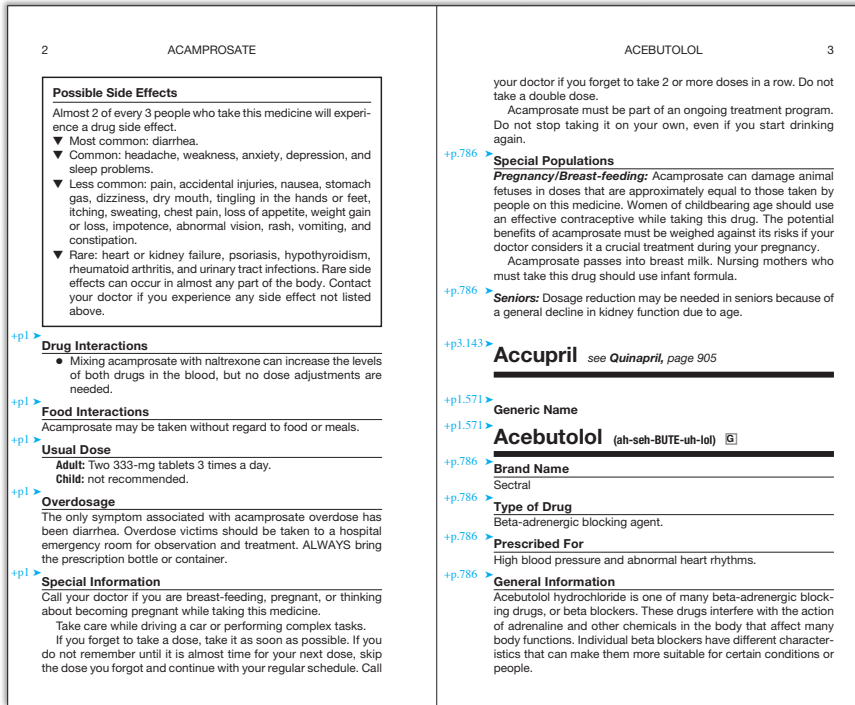 2 ACAMPROSATE
Possible Side Effects
Almost 2 of every 3 people who take this medicine will experi-
ence a drug side effect.
▼ Most common: diarrhea.
▼ Common: headache, weakness, anxiety, depression, and
sleep problems.
▼ Less common: pain, accidental injuries, nausea, stomach
gas, dizziness, dry mouth, tingling in the hands or feet,
itching, sweating, chest pain, loss of appetite, weight gain
or loss, impotence, abnormal vision, rash, vomiting, and
constipation.
▼ Rare: heart or kidney failure, psoriasis, hypothyroidism,
rheumatoid arthritis, and urinary tract infections. Rare side
effects can occur in almost any part of the body. Contact
your doctor if you experience any side effect not listed
above.
+p1 ➤
Drug Interactions
● Mixing acamprosate with naltrexone can increase the levels
of both drugs in the blood, but no dose adjustments are
needed.
+p1 ➤
Food Interactions
Acamprosate may be taken without regard to food or meals.
+p1 ➤
Usual Dose
Adult: Two 333-mg tablets 3 times a day.
Child: not recommended.
+p1 ➤
Overdosage
The only symptom associated with acamprosate overdose has
been diarrhea. Overdose victims should be taken to a hospital
emergency room for observation and treatment. ALWAYS bring
the prescription bottle or container.
+p1 ➤
Special Information
Call your doctor if you are breast-feeding, pregnant, or thinking
about becoming pregnant while taking this medicine.
Take care while driving a car or performing complex tasks.
If you forget to take a dose, take it as soon as possible. If you
do not remember until it is almost time for your next dose, skip
the dose you forgot and continue with your regular schedule. Call
ACEBUTOLOL 3
your doctor if you forget to take 2 or more doses in a row. Do not
take a double dose.
Acamprosate must be part of an ongoing treatment program.
Do not stop taking it on your own, even if you start drinking
again.
+p.786 ➤
Special Populations
Pregnancy/Breast-feeding: Acamprosate can damage animal
fetuses in doses that are approximately equal to those taken by
people on this medicine. Women of childbearing age should use
an effective contraceptive while taking this drug. The potential
benefits of acamprosate must be weighed against its risks if your
doctor considers it a crucial treatment during your pregnancy.
Acamprosate passes into breast milk. Nursing mothers who
must take this drug should use infant formula.
+p.786 ➤
Seniors: Dosage reduction may be needed in seniors because of
a general decline in kidney function due to age.
+p3.143 ➤
Accupril see Quinapril, page 905
+p1.571 ➤
Generic Name
+p1.571 ➤
Acebutolol (ah-seh-BUTE-uh-lol) G
+p.786 ➤
Brand Name
Sectral
+p.786 ➤
Type of Drug
Beta-adrenergic blocking agent.
+p.786 ➤
Prescribed For
High blood pressure and abnormal heart rhythms.
+p.786 ➤
General Information
Acebutolol hydrochloride is one of many beta-adrenergic block-
ing drugs, or beta blockers. These drugs interfere with the action
of adrenaline and other chemicals in the body that affect many
body functions. Individual beta blockers have different character-
istics that can make them more suitable for certain conditions or
people.